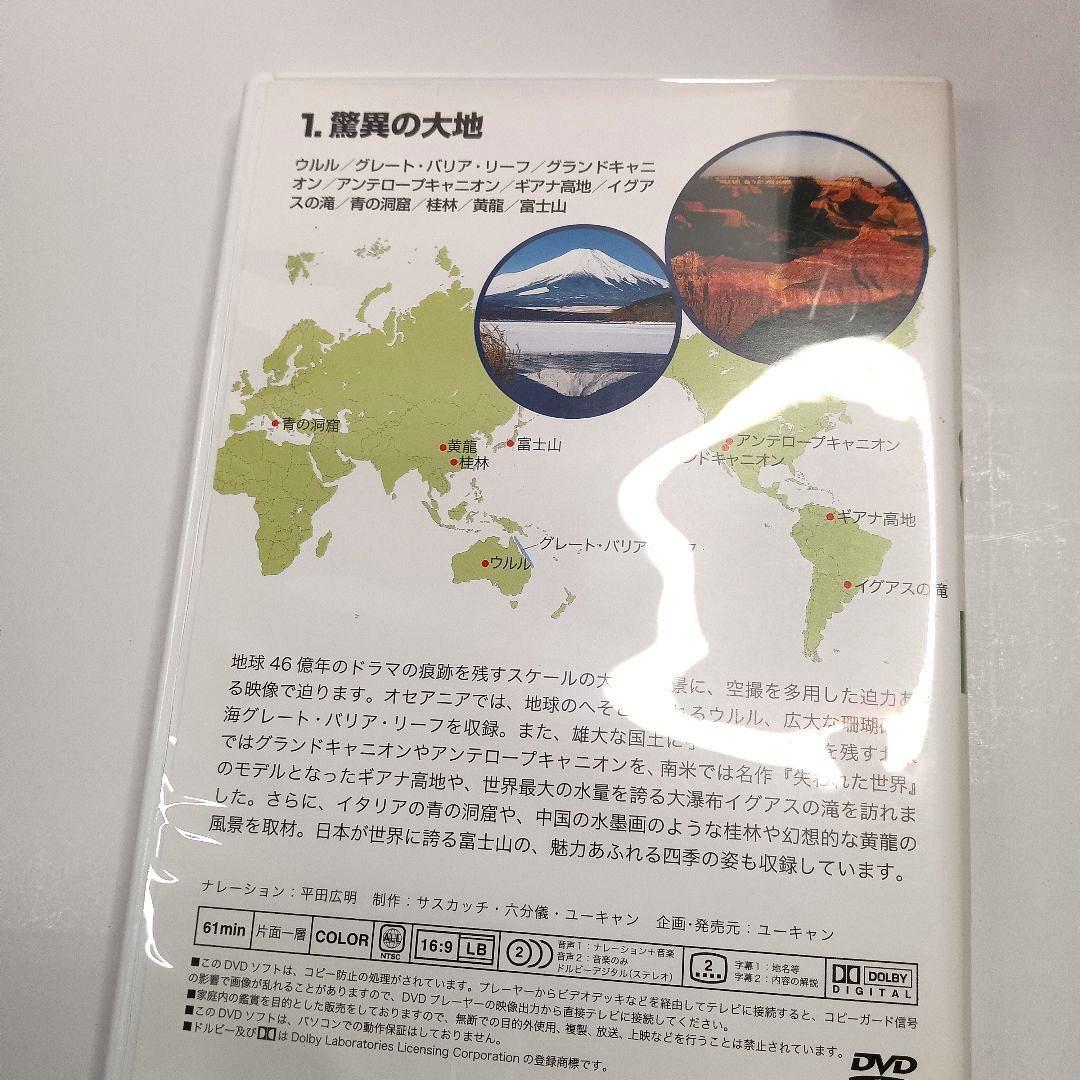 1. 驚異の大地
ウルル／グレート・バリア・リーフ／グランドキャニ
オン／アンテロープキャニオン／ギアナ高地／イグア
スの滝／青の洞窟／桂林／黄龍／富士山
青の洞窟
黄龍
富士山
桂林
アンテロープキャニオン
ンドキャニオン
ギアナ高地
グレート・バリア
ウルル
イグアスの滝
地球 46 億年のドラマの痕跡を残すスケールの大 景に、空撮を多用した迫力あ
る映像で迫ります。オセアニアでは、地球のへそ れるウルル、広大な珊瑚
海グレート・バリア・リーフを収録。また、雄大な国土に を残す
ではグランドキャニオンやアンテロープキャニオンを、南米では名作『失われた世界』
のモデルとなったギアナ高地や、世界最大の水量を誇る大瀑布イグアスの滝を訪れま
した。さらに、イタリアの青の洞窟や、中国の水墨画のような桂林や幻想的な黄龍の
風景を取材。日本が世界に誇る富士山の、魅力あふれる四季の姿も収録しています。
ナレーション：平田広明 制作：サスカッチ・六分儀・ユーキャン 企画・発売元：ユーキャン
61min 片面一層 COLOR ALL NTSC 16:9 LB 2 音声1：ナレーション＋音楽
音声2：音楽のみ
ドルビーデジタル(ステレオ)
2 字幕1：地名等
字幕2：内容の解説
DOLBY
DIGITAL
■このDVDソフトは、コピー防止の処理がされています。プレーヤーからビデオデッキなどを経由してテレビに接続すると、コピーガード信号
の影響で画像が乱れることがありますので、DVDプレーヤーの映像出力から直接テレビに接続してください。
■家庭内の鑑賞を目的とした販売をしておりますので、無断での目的外使用、複製、放送、上映などを行うことは禁止されています。
■このDVDソフトは、パソコンでの動作保証はしておりません。
■ドルビー及びはDolby Laboratories Licensing Corporationの登録商標です。
DVD